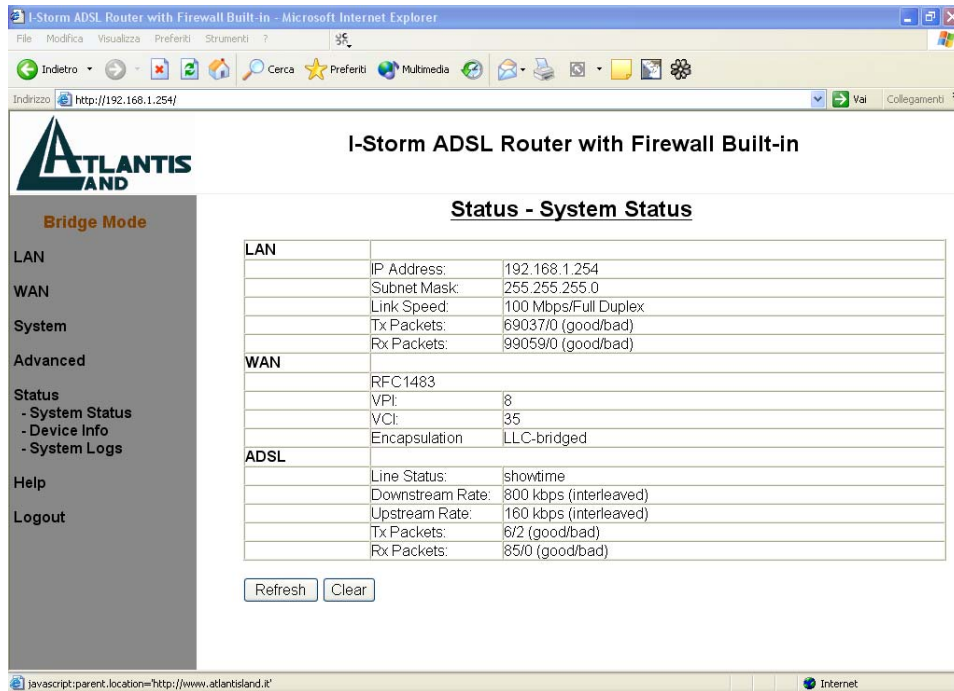 I-Storm ADSL Router with Firewall Built-in - Microsoft Internet Explorer
File Modifica Visualizza Preferiti Strumenti ?
Indietro Cerca Preferiti Multimedia
Indirizzo http://192.168.1.254/ Vai Collegamenti
ATLANTIS
LAND
I-Storm ADSL Router with Firewall Built-in
Bridge Mode
LAN
WAN
System
Advanced
Status
- System Status
- Device Info
- System Logs
Help
Logout
Status - System Status
LAN
IP Address: 192.168.1.254
Subnet Mask: 255.255.255.0
Link Speed: 100 Mbps/Full Duplex
Tx Packets: 69037/0 (good/bad)
Rx Packets: 99059/0 (good/bad)
WAN
RFC1483
VPI: 8
VCI: 35
Encapsulation LLC-bridged
ADSL
Line Status: showtime
Downstream Rate: 800 kbps (interleaved)
Upstream Rate: 160 kbps (interleaved)
Tx Packets: 6/2 (good/bad)
Rx Packets: 85/0 (good/bad)
Refresh Clear
javascript:parent.location='http://www.atlantisland.it' Internet